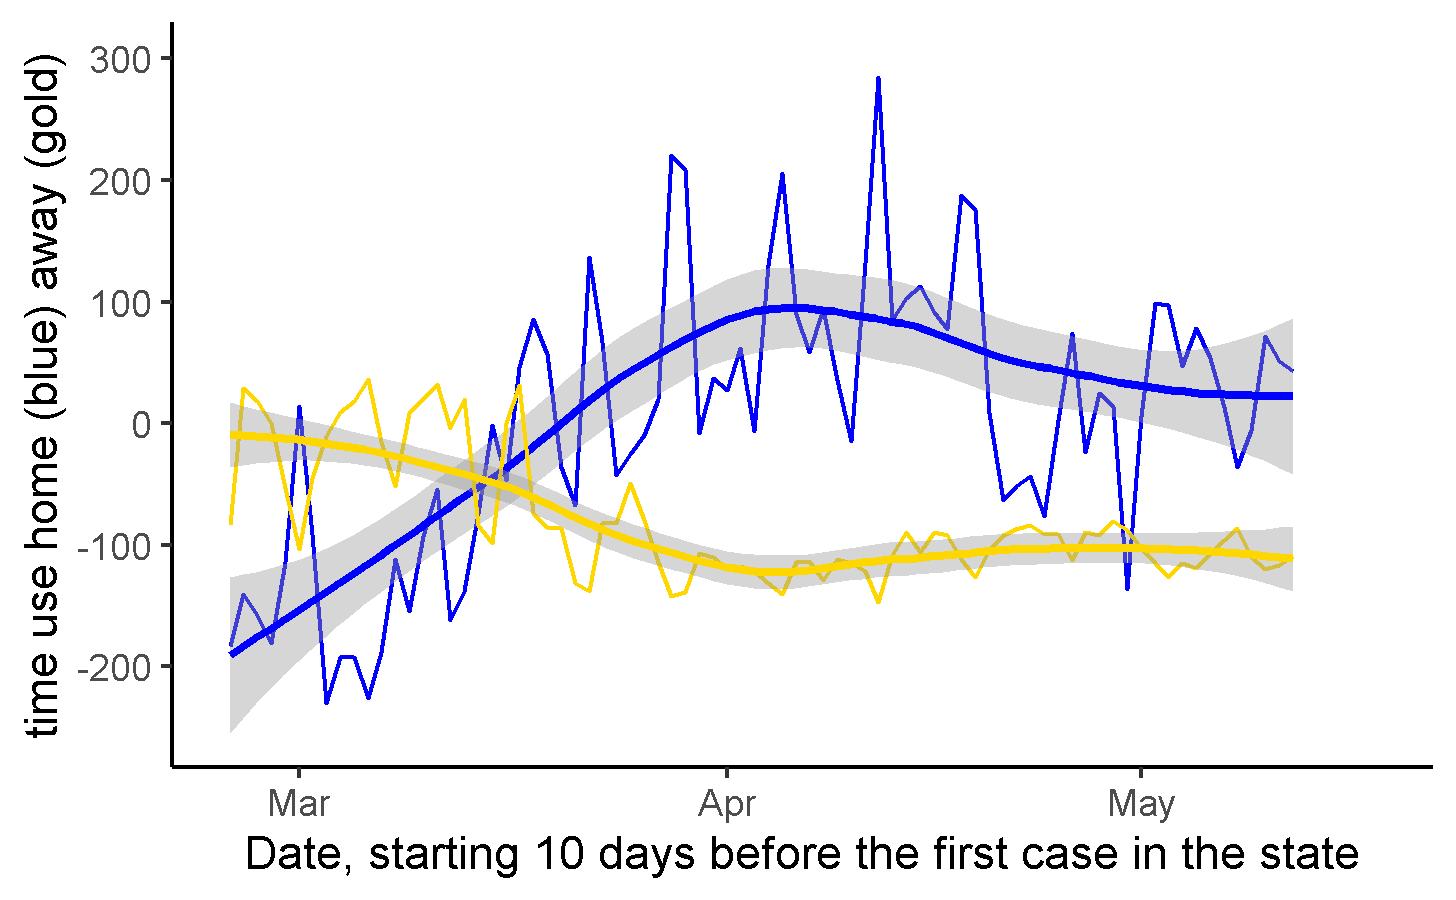 time use home (blue) away (gold)
300
200
100
0
-100
-200
Mar
Apr
May
Date, starting 10 days before the first case in the state